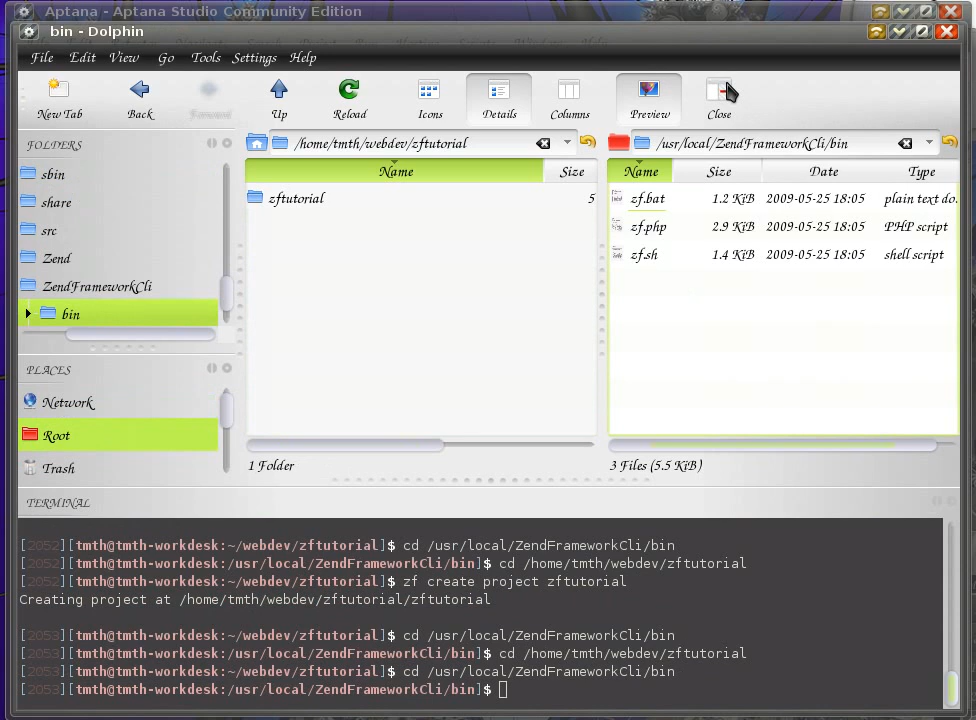 Aptana - Aptana Studio Community Edition
bin - Dolphin
File Edit View Go Tools Settings Help
New Tab Back Forward Up Reload Icons Details Columns Preview Close
FOLDERS
/home/tmth/webdev/zftutorial
/usr/local/ZendFrameworkCli/bin
Name Size
Name Size Date Type
sbin
share
src
Zend
ZendFrameworkCli
bin
zftutorial 5
zf.bat 1.2 KiB 2009-05-25 18:05 plain text do.
zf.php 2.9 KiB 2009-05-25 18:05 PHP script
zf.sh 1.4 KiB 2009-05-25 18:05 shell script
PLACES
Network
Root
Trash
1 Folder
3 Files (5.5 KiB)
TERMINAL
[2052][tmth@tmth-workdesk:~/webdev/zftutorial]$ cd /usr/local/ZendFrameworkCli/bin
[2052][tmth@tmth-workdesk:/usr/local/ZendFrameworkCli/bin]$ cd /home/tmth/webdev/zftutorial
[2052][tmth@tmth-workdesk:~/webdev/zftutorial]$ zf create project zftutorial
Creating project at /home/tmth/webdev/zftutorial/zftutorial
[2053][tmth@tmth-workdesk:~/webdev/zftutorial]$ cd /usr/local/ZendFrameworkCli/bin
[2053][tmth@tmth-workdesk:/usr/local/ZendFrameworkCli/bin]$ cd /home/tmth/webdev/zftutorial
[2053][tmth@tmth-workdesk:~/webdev/zftutorial]$ cd /usr/local/ZendFrameworkCli/bin
[2053][tmth@tmth-workdesk:/usr/local/ZendFrameworkCli/bin]$